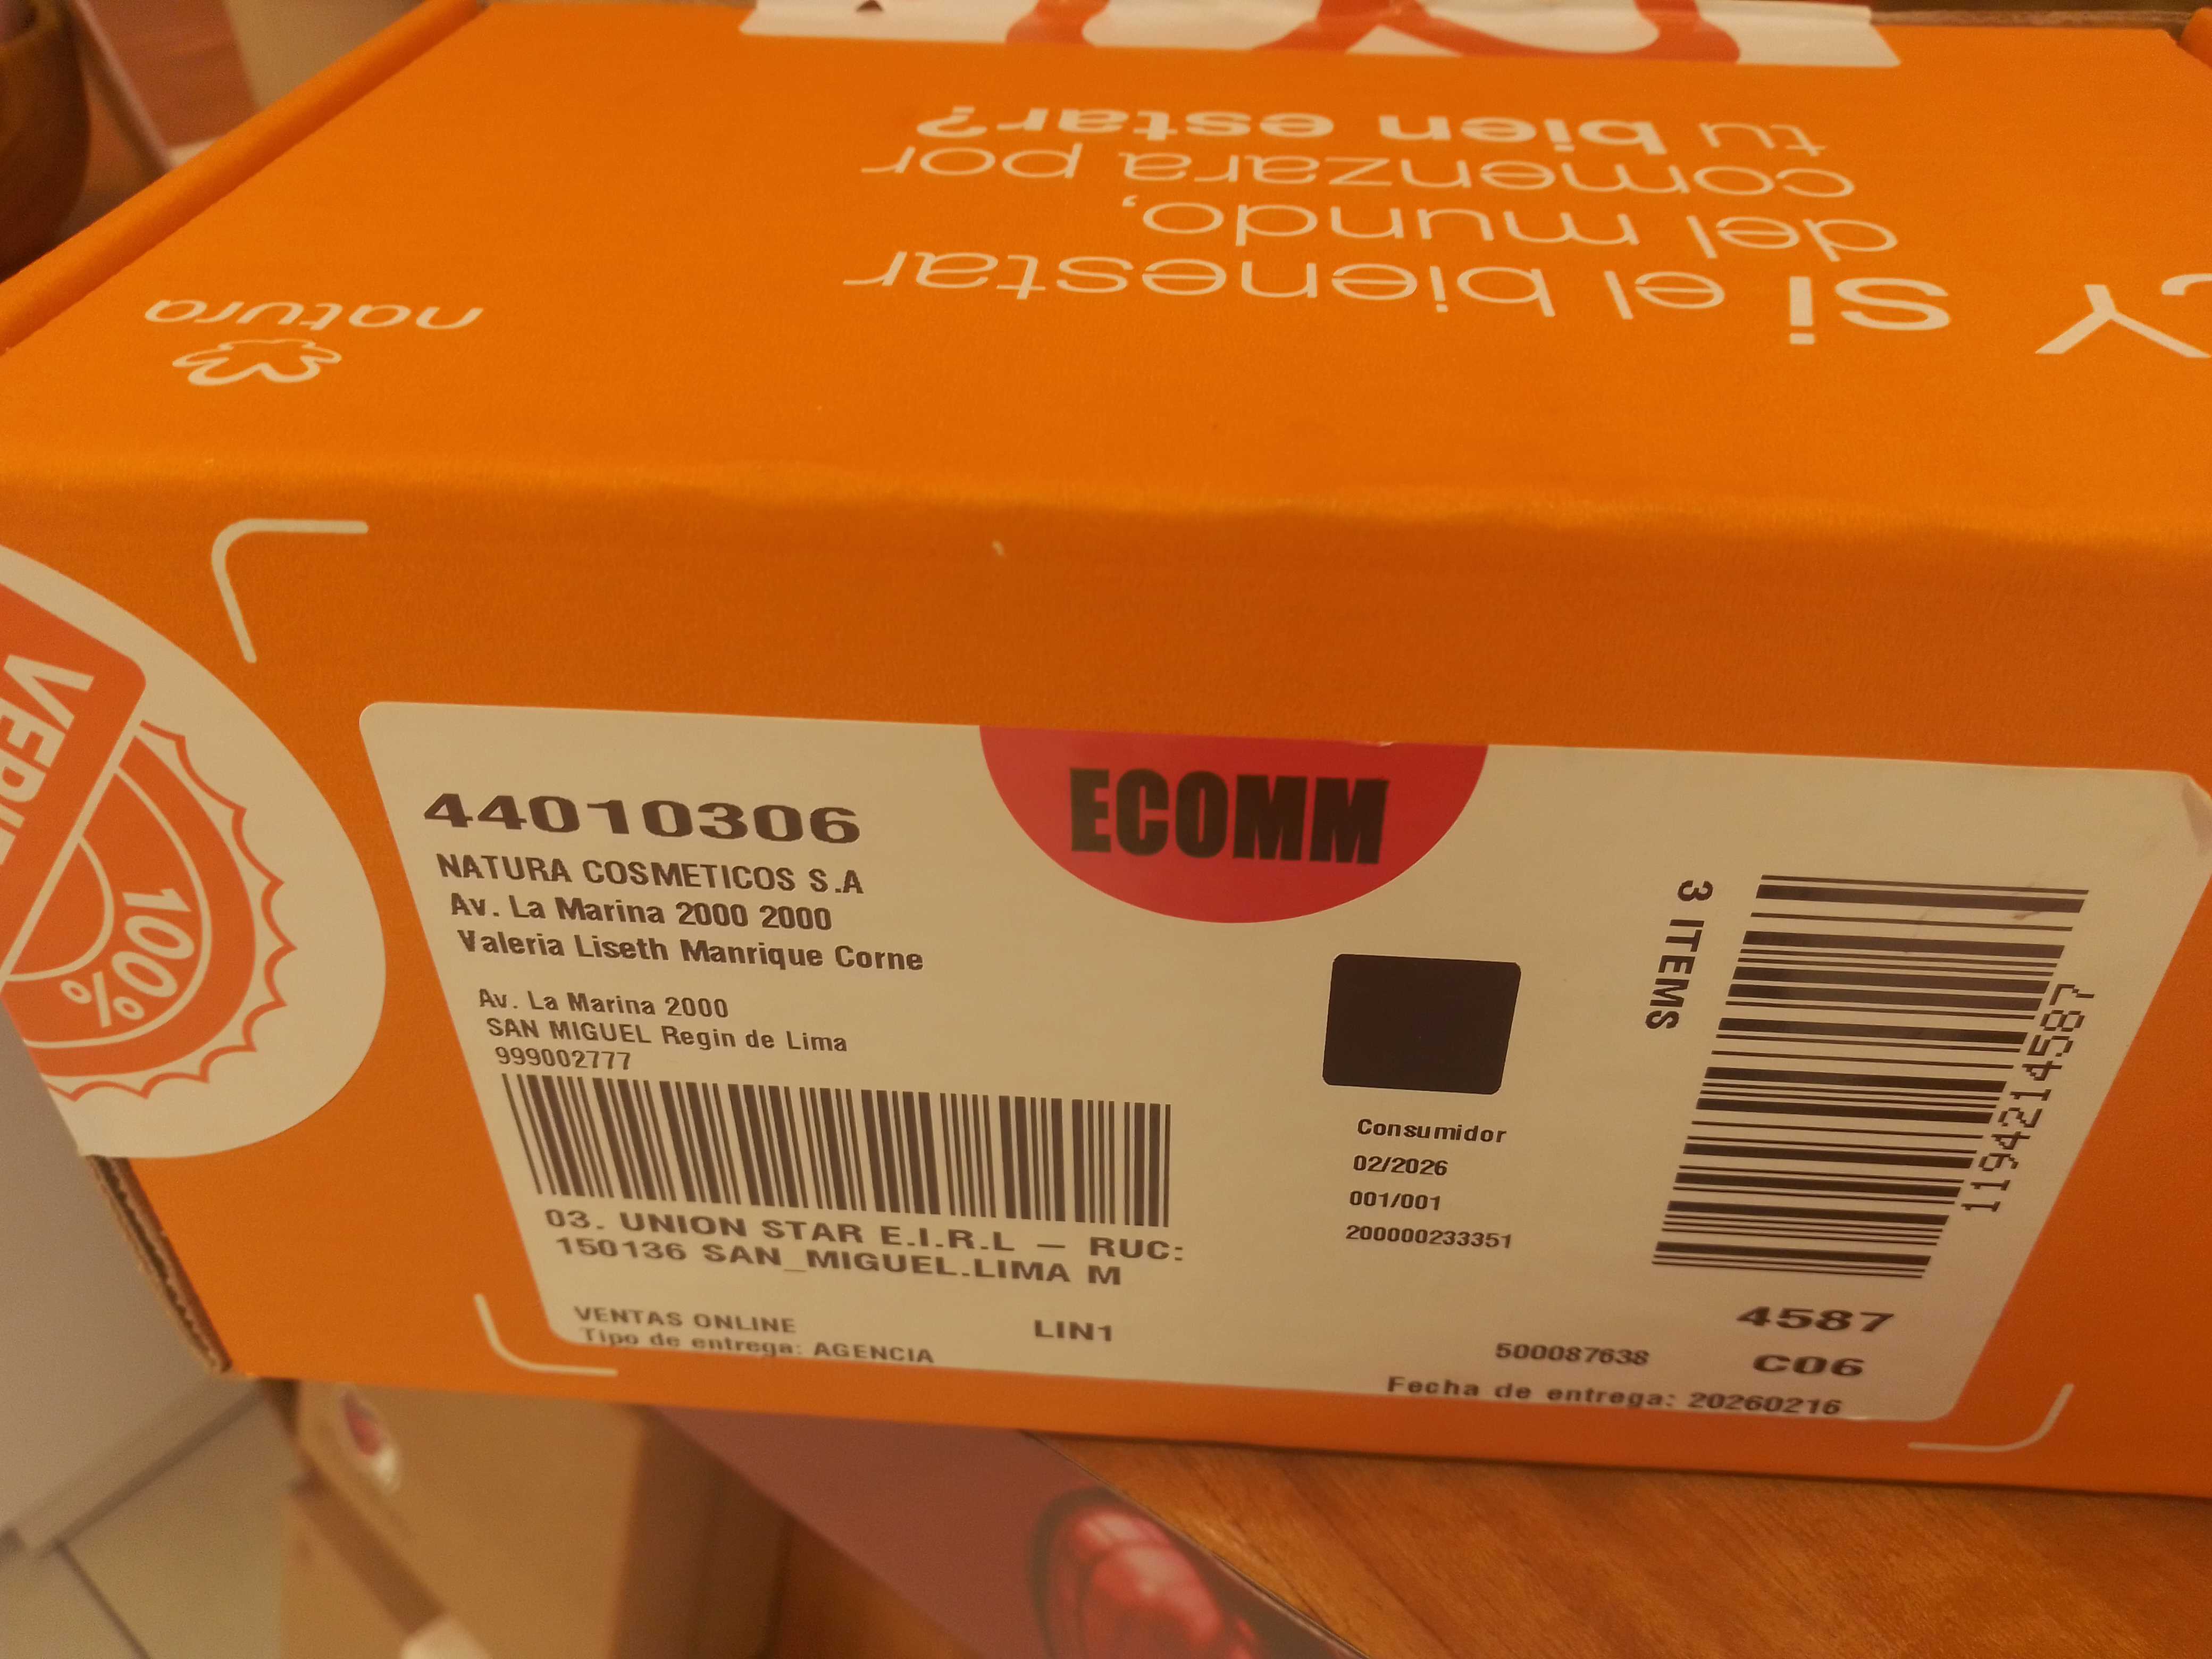 ¿Y si el bienestar
del mundo,
comenzara por
tu bien estar?
natura
100%
ECOMM
44010306
NATURA COSMETICOS S.A
Av. La Marina 2000 2000
Valeria Liseth Manrique Corne
Av. La Marina 2000
SAN MIGUEL Regin de Lima
999002777
03. UNION STAR E.I.R.L – RUC:
150136 SAN_MIGUEL.LIMA M
VENTAS ONLINE
LIN1
Tipo de entrega: AGENCIA
Consumidor
02/2026
001/001
200000233351
3 ITEMS
1194214587
4587
500087638
C06
Fecha de entrega: 20260216